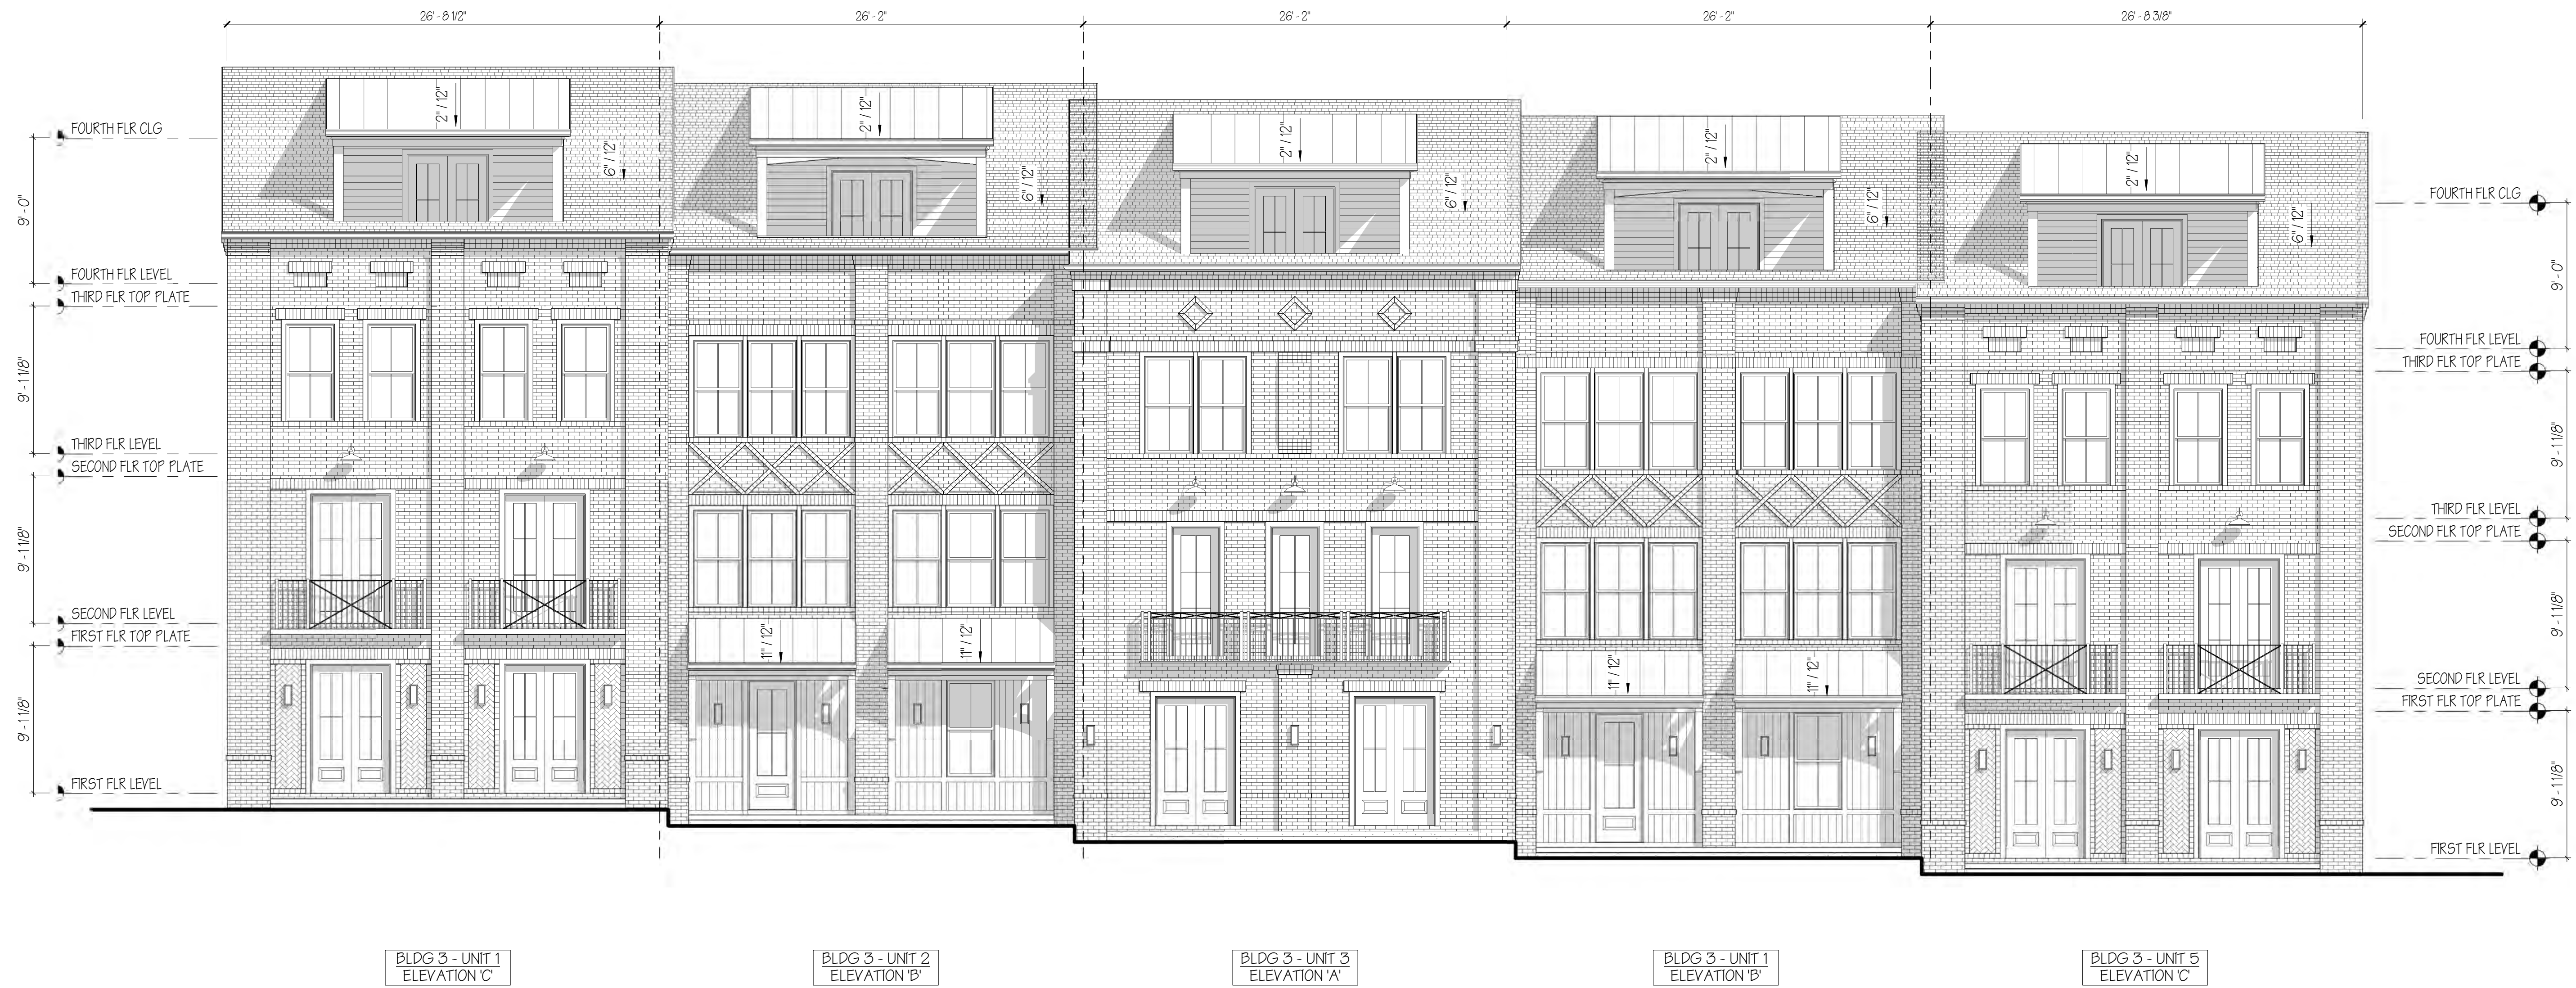 26' - 8 1/2"
26' - 2"
26' - 2"
26' - 2"
26' - 8 3/8"
2" / 12"
2" / 12"
2" / 12"
2" / 12"
2" / 12"
6" / 12"
6" / 12"
6" / 12"
6" / 12"
6" / 12"
FOURTH FLR CLG
9' - 0"
FOURTH FLR LEVEL
THIRD FLR TOP PLATE
9' - 1 1/8"
THIRD FLR LEVEL
SECOND FLR TOP PLATE
9' - 1 1/8"
SECOND FLR LEVEL
FIRST FLR TOP PLATE
9' - 1 1/8"
FIRST FLR LEVEL
11" / 12"
11" / 12"
11" / 12"
11" / 12"
FOURTH FLR CLG
9' - 0"
FOURTH FLR LEVEL
THIRD FLR TOP PLATE
9' - 1 1/8"
THIRD FLR LEVEL
SECOND FLR TOP PLATE
9' - 1 1/8"
SECOND FLR LEVEL
FIRST FLR TOP PLATE
9' - 1 1/8"
FIRST FLR LEVEL
BLDG 3 - UNIT 1
ELEVATION 'C'
BLDG 3 - UNIT 2
ELEVATION 'B'
BLDG 3 - UNIT 3
ELEVATION 'A'
BLDG 3 - UNIT 1
ELEVATION 'B'
BLDG 3 - UNIT 5
ELEVATION 'C'